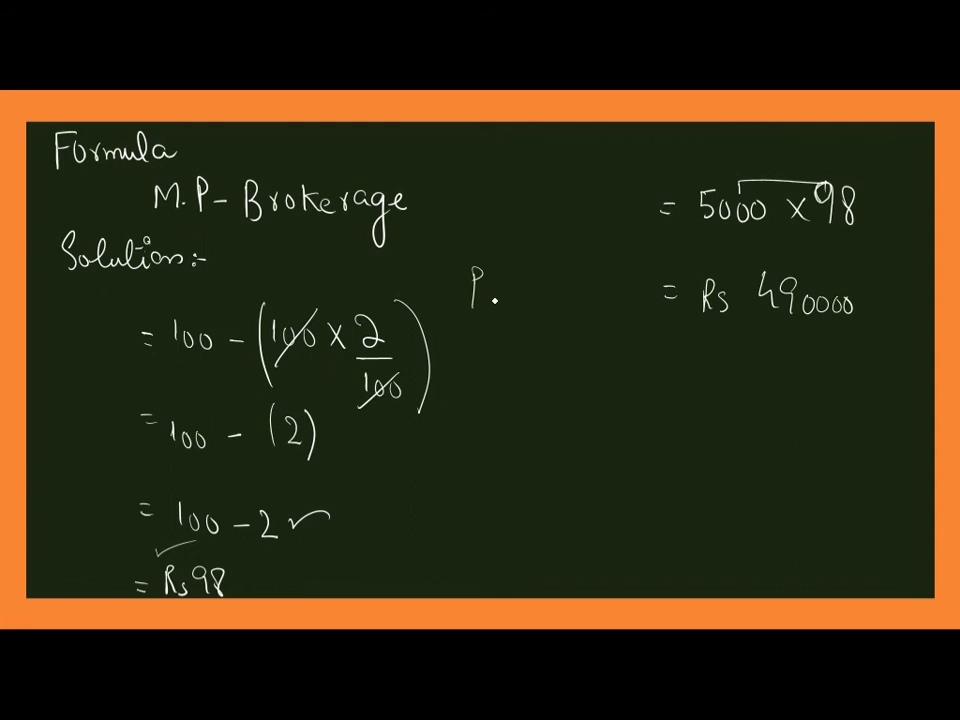 Formula
M.P - Brokerage
Solution :-
= 100 - (100 x 2/100)
= 100 - (2)
= 100 - 2
= Rs 98
P.
= 5000 x 98
= Rs 490000